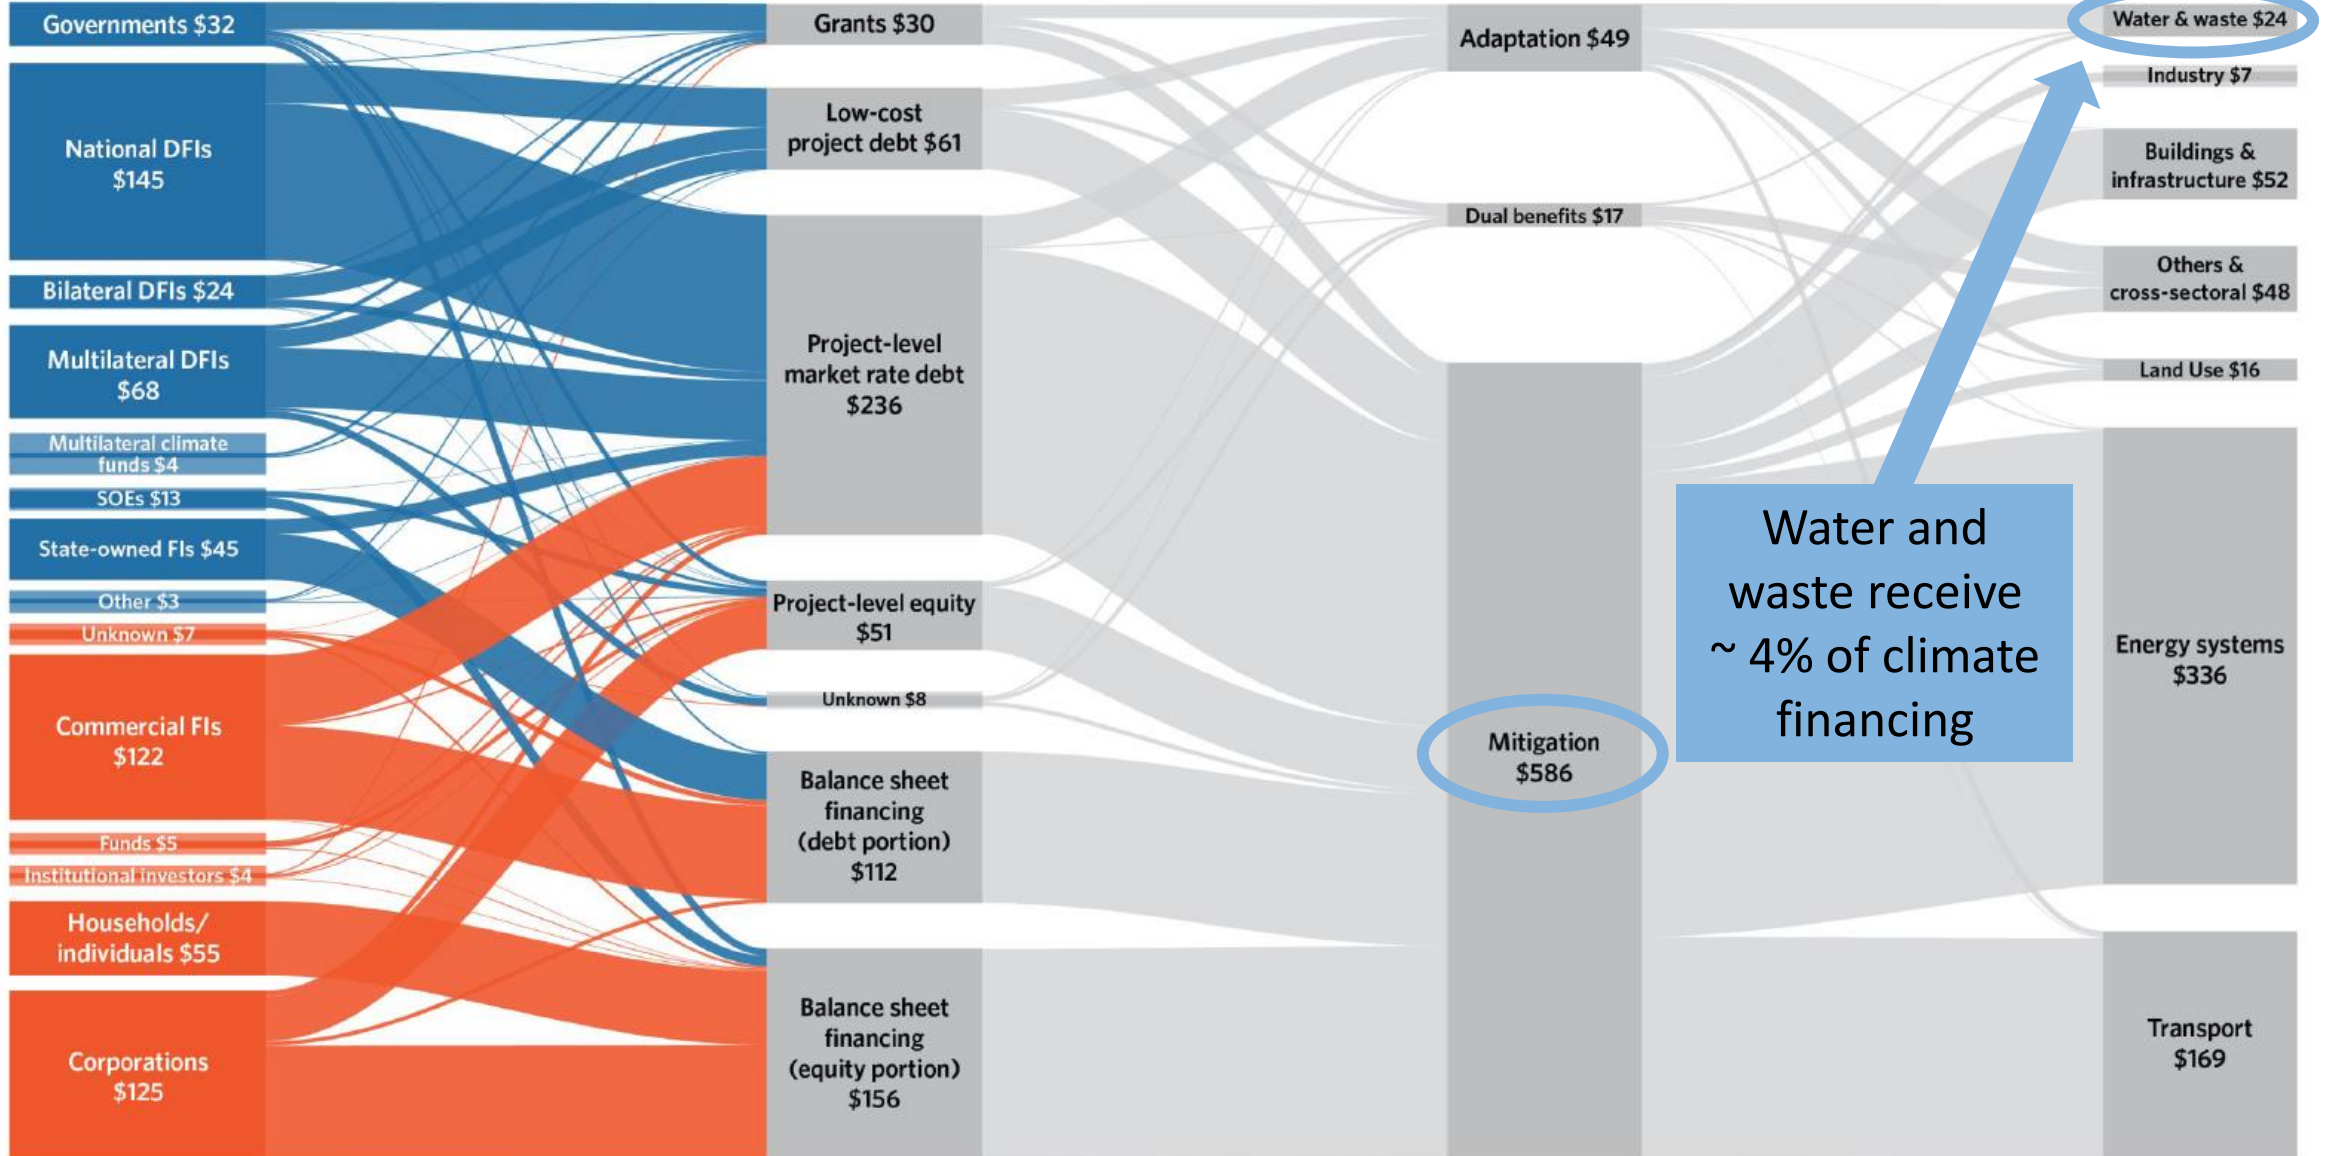 Governments $32
National DFIs
$145
Bilateral DFIs $24
Multilateral DFIs
$68
Multilateral climate
funds $4
SOEs $13
State-owned FIs $45
Other $3
Unknown $7
Commercial FIs
$122
Funds $5
Institutional investors $4
Households/
individuals $55
Corporations
$125
Grants $30
Low-cost
project debt $61
Project-level
market rate debt
$236
Project-level equity
$51
Unknown $8
Balance sheet
financing
(debt portion)
$112
Balance sheet
financing
(equity portion)
$156
Adaptation $49
Dual benefits $17
Mitigation
$586
Water & waste $24
Industry $7
Buildings &
infrastructure $52
Others &
cross-sectoral $48
Land Use $16
Energy systems
$336
Transport
$169
Water and
waste receive
~ 4% of climate
financing